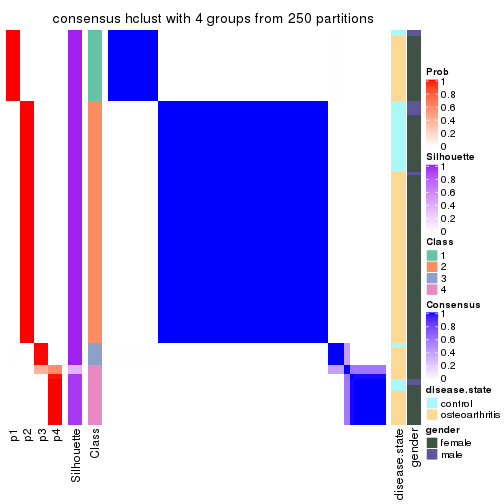 consensus hclust with 4 groups from 250 partitions
Prob
1
0.8
0.6
0.4
0.2
0
Silhouette
1
0.8
0.6
0.4
0.2
0
Class
1
2
3
4
Consensus
1
0.8
0.6
0.4
0.2
0
disease.state
control
osteoarthritis
gender
female
male
p1
p2
p3
p4
Silhouette
Class
disease.state
gender